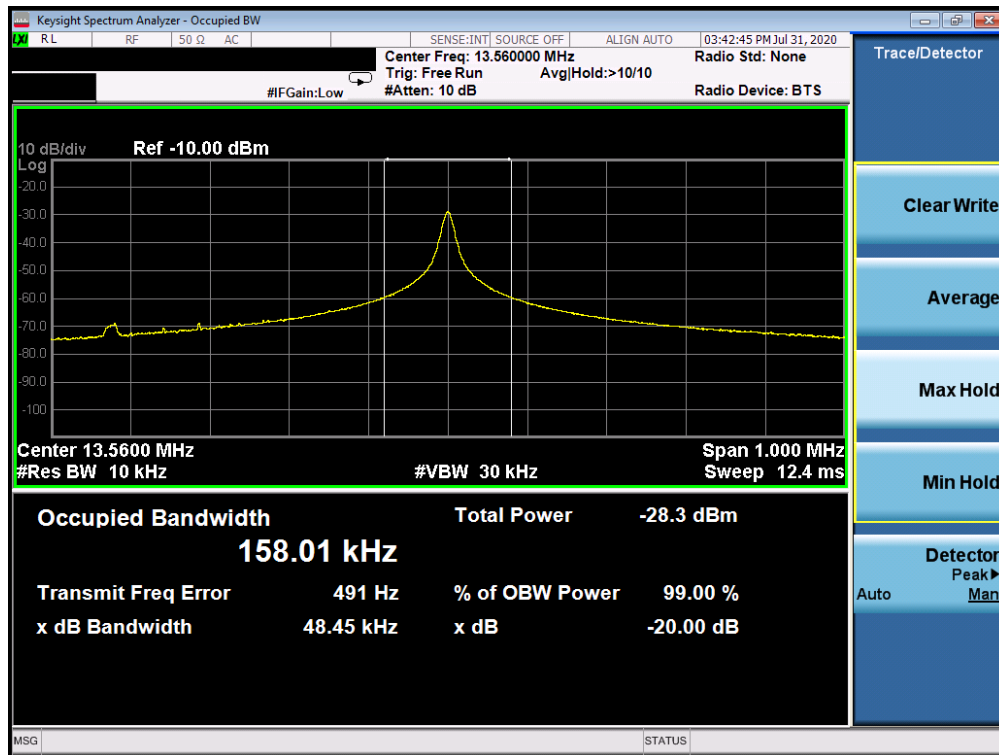 Keysight Spectrum Analyzer - Occupied BW
LXI RL RF 50 Ω AC SENSE:INT SOURCE OFF ALIGN AUTO 03:42:45 PM Jul 31, 2020
Center Freq: 13.560000 MHz Radio Std: None
Trig: Free Run Avg|Hold:>10/10
#IFGain:Low #Atten: 10 dB Radio Device: BTS
Trace/Detector
10 dB/div Ref -10.00 dBm
Log
-20.0
-30.0
-40.0
-50.0
-60.0
-70.0
-80.0
-90.0
-100
Center 13.5600 MHz Span 1.000 MHz
#Res BW 10 kHz #VBW 30 kHz Sweep 12.4 ms
Occupied Bandwidth Total Power -28.3 dBm
158.01 kHz
Transmit Freq Error 491 Hz % of OBW Power 99.00 %
x dB Bandwidth 48.45 kHz x dB -20.00 dB
Clear Write
Average
Max Hold
Min Hold
Detector
Peak▶
Auto Man
MSG STATUS